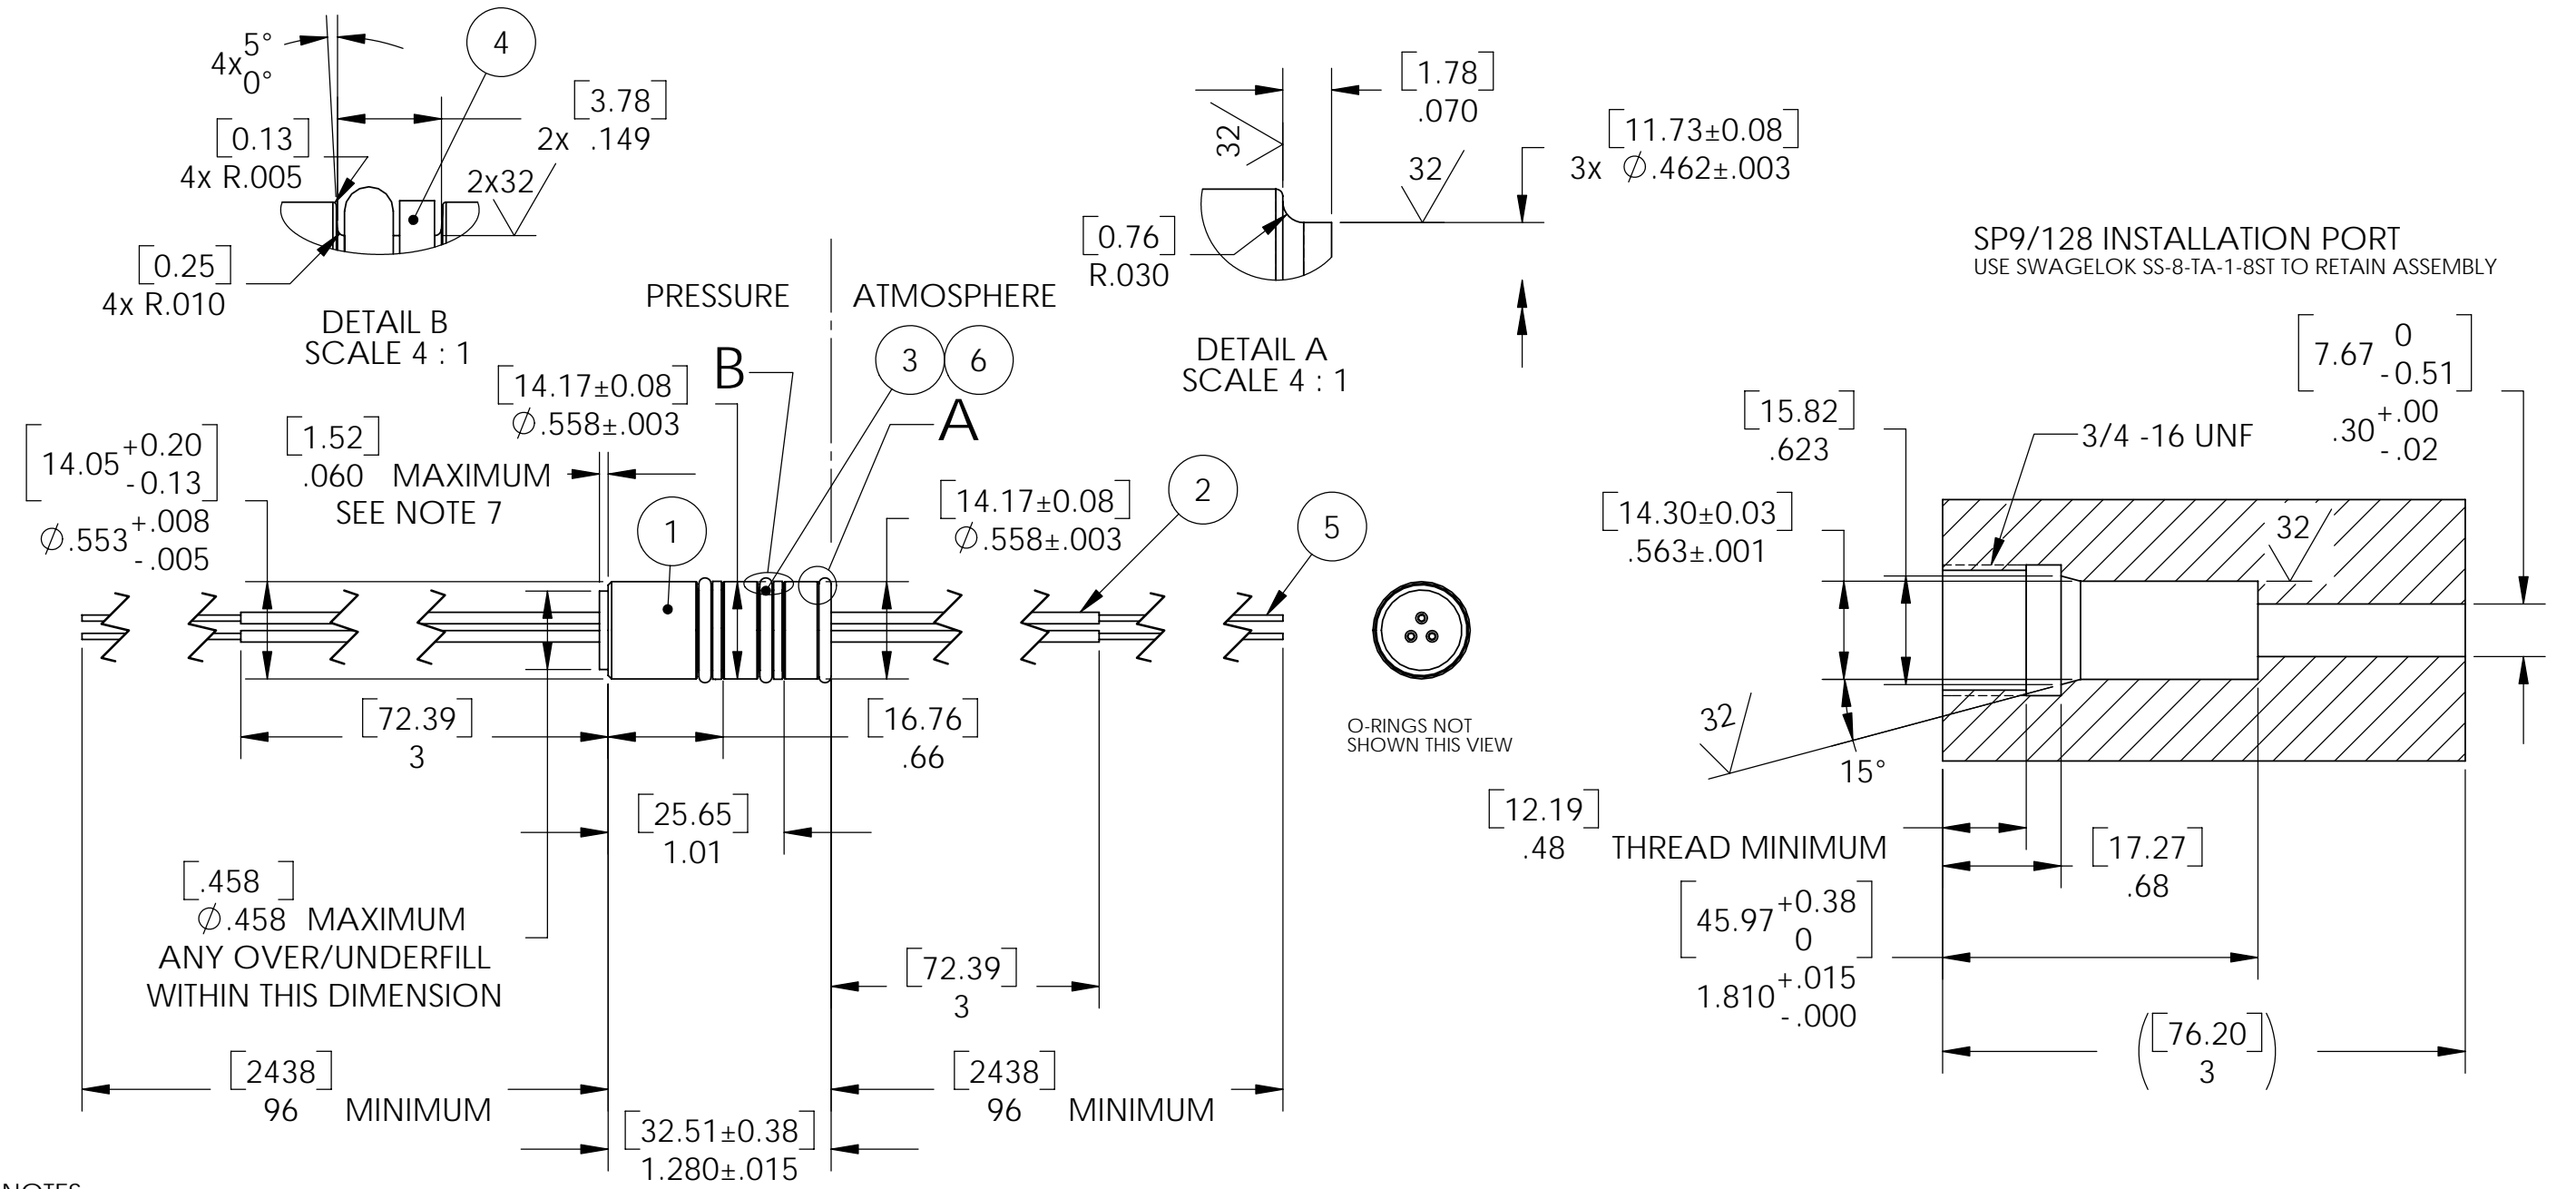 5°
4x
0°
4
[3.78]
2x .149
[0.13]
4x R.005
2x32
[0.25]
4x R.010
DETAIL B
SCALE 4 : 1
[1.78]
.070
32
32
[11.73±0.08]
3x ∅.462±.003
[0.76]
R.030
DETAIL A
SCALE 4 : 1
PRESSURE
ATMOSPHERE
3
6
B
A
[14.17±0.08]
∅.558±.003
[1.52]
.060 MAXIMUM
SEE NOTE 7
[14.05 +0.20 -0.13]
∅.553 +.008 -.005
1
[14.17±0.08]
∅.558±.003
2
5
[72.39]
3
[16.76]
.66
[25.65]
1.01
[.458 ]
∅.458 MAXIMUM
ANY OVER/UNDERFILL
WITHIN THIS DIMENSION
[72.39]
3
[2438]
96 MINIMUM
[2438]
96 MINIMUM
[32.51±0.38]
1.280±.015
O-RINGS NOT
SHOWN THIS VIEW
SP9/128 INSTALLATION PORT
USE SWAGELOK SS-8-TA-1-8ST TO RETAIN ASSEMBLY
[7.67 0 -0.51]
.30 +.00 -.02
[15.82]
.623
3/4 -16 UNF
[14.30±0.03]
.563±.001
32
32
15°
[12.19]
.48 THREAD MINIMUM
[17.27]
.68
[45.97 +0.38 0]
1.810 +.015 -.000
([76.20]
3)
NOTES